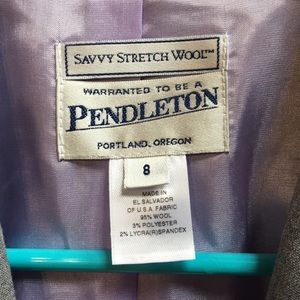 SAVVY STRETCH WOOL™
WARRANTED TO BE A
PENDLETON
PORTLAND, OREGON
8
MADE IN
EL SALVADOR
OF U.S.A. FABRIC
95% WOOL
3% POLYESTER
2% LYCRA(R)SPANDEX